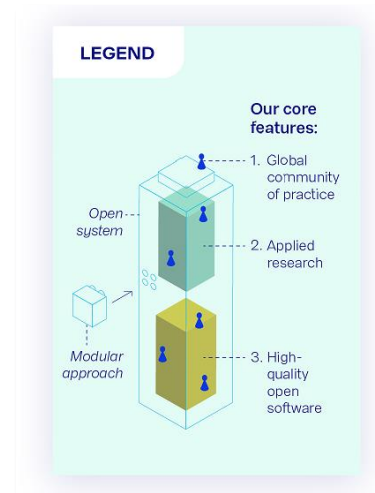 LEGEND
Our core
features:
1. Global
community
of practice
Open
system
2. Applied
research
Modular
approach
3. High-
quality
open
software